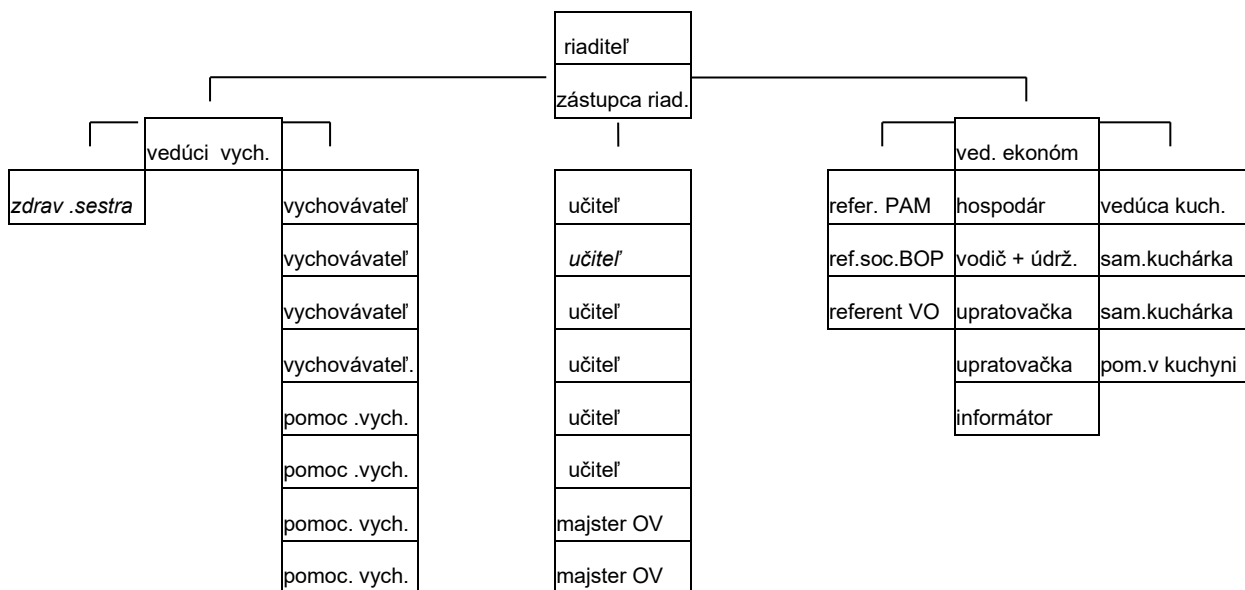 riaditeľ
zástupca riad.
vedúci vych.
ved. ekonóm
zdrav .sestra
vychovávateľ
učiteľ
refer. PAM
hospodár
vedúca kuch.
vychovávateľ
učiteľ
ref.soc.BOP
vodič + údrž.
sam.kuchárka
vychovávateľ
učiteľ
referent VO
upratovačka
sam.kuchárka
vychovávateľ.
učiteľ
upratovačka
pom.v kuchyni
pomoc .vych.
učiteľ
informátor
pomoc .vych.
učiteľ
pomoc. vych.
majster OV
pomoc. vych.
majster OV